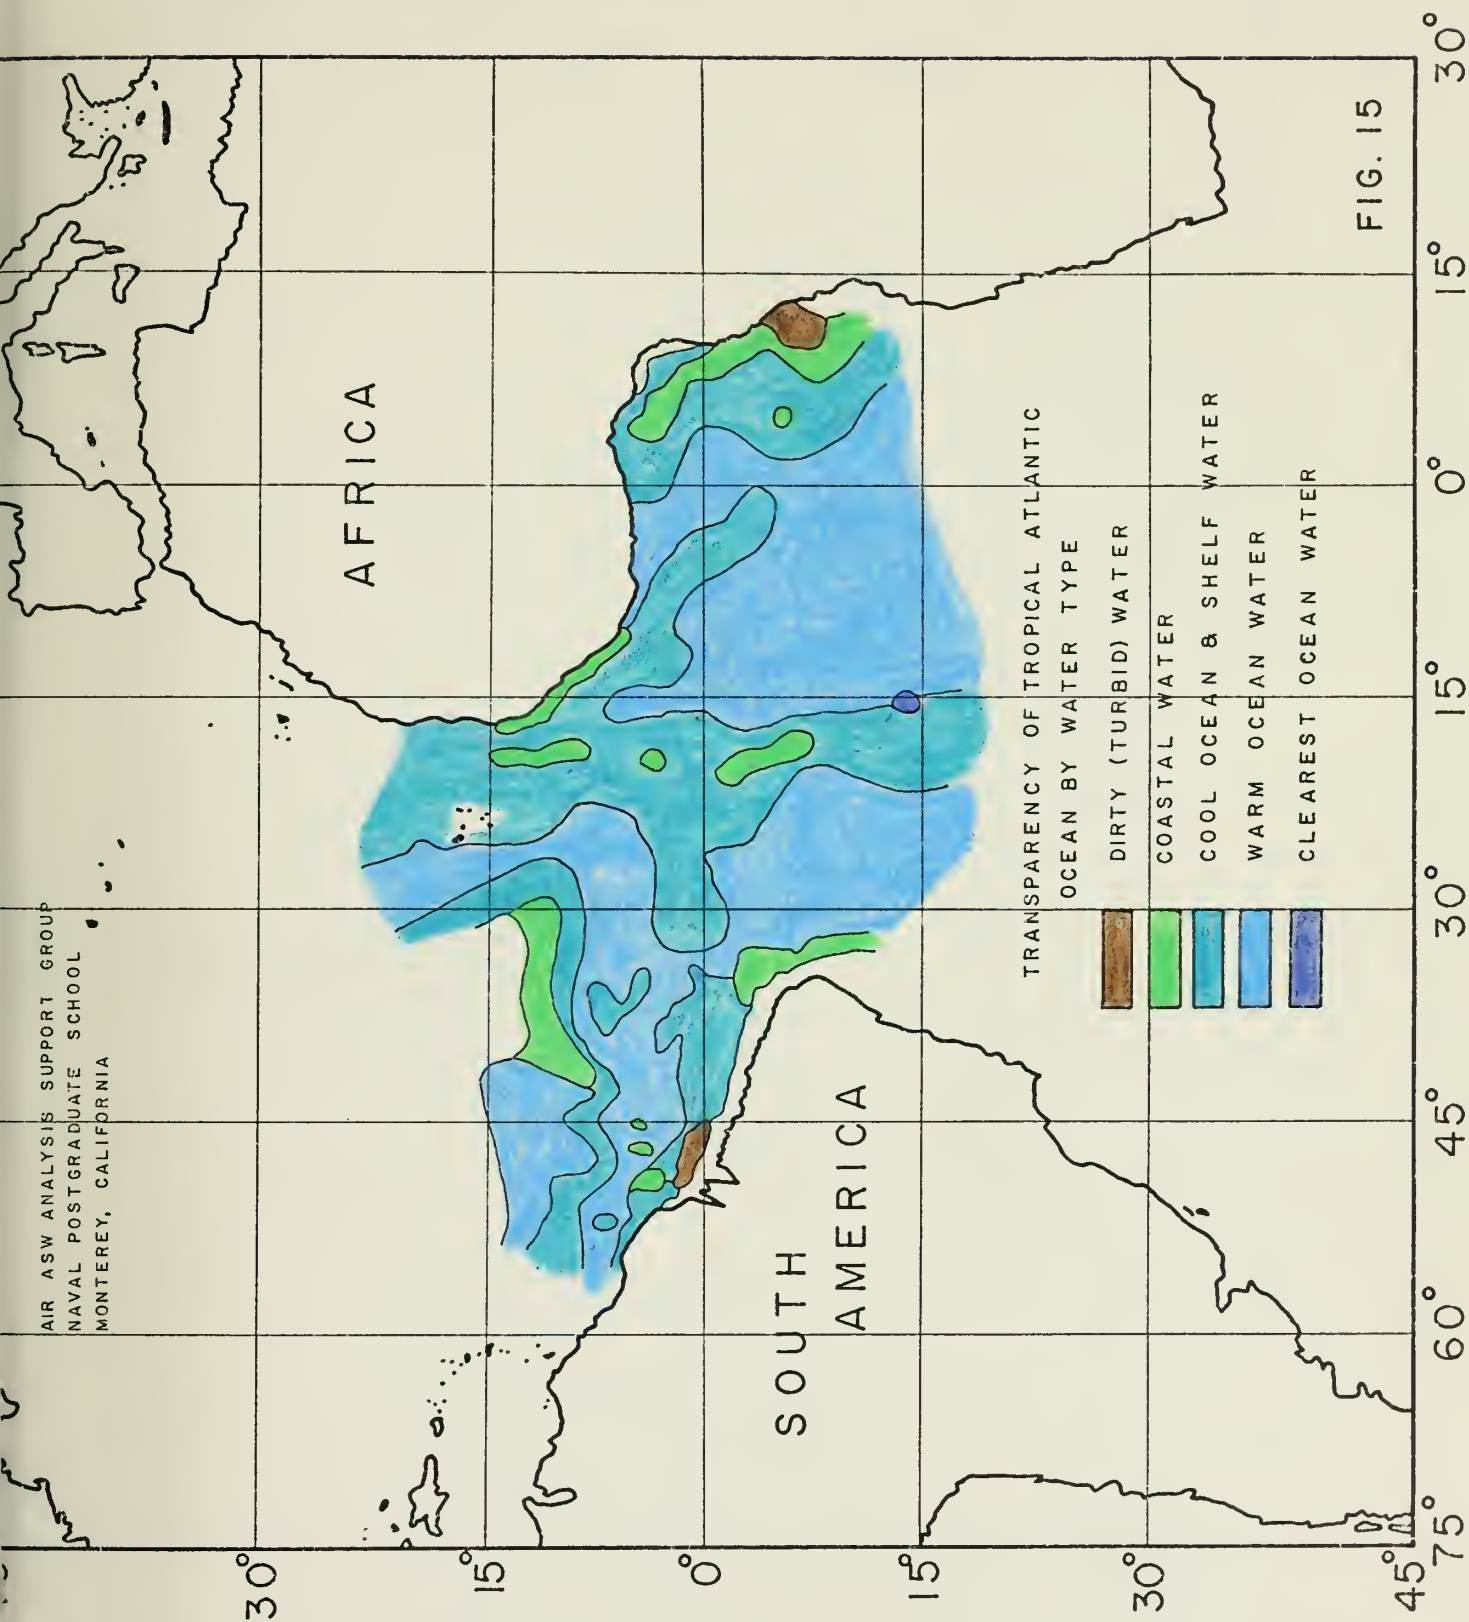 AIR ASW ANALYSIS SUPPORT GROUP
NAVAL POSTGRADUATE SCHOOL
MONTEREY, CALIFORNIA
AFRICA
SOUTH
AMERICA
TRANSPARENCY OF TROPICAL ATLANTIC
OCEAN BY WATER TYPE
DIRTY (TURBID) WATER
COASTAL WATER
COOL OCEAN & SHELF WATER
WARM OCEAN WATER
CLEAREST OCEAN WATER
FIG. 15
30°
15°
0°
15°
30°
45°
75°
60°
45°
30°
15°
0°
15°
30°